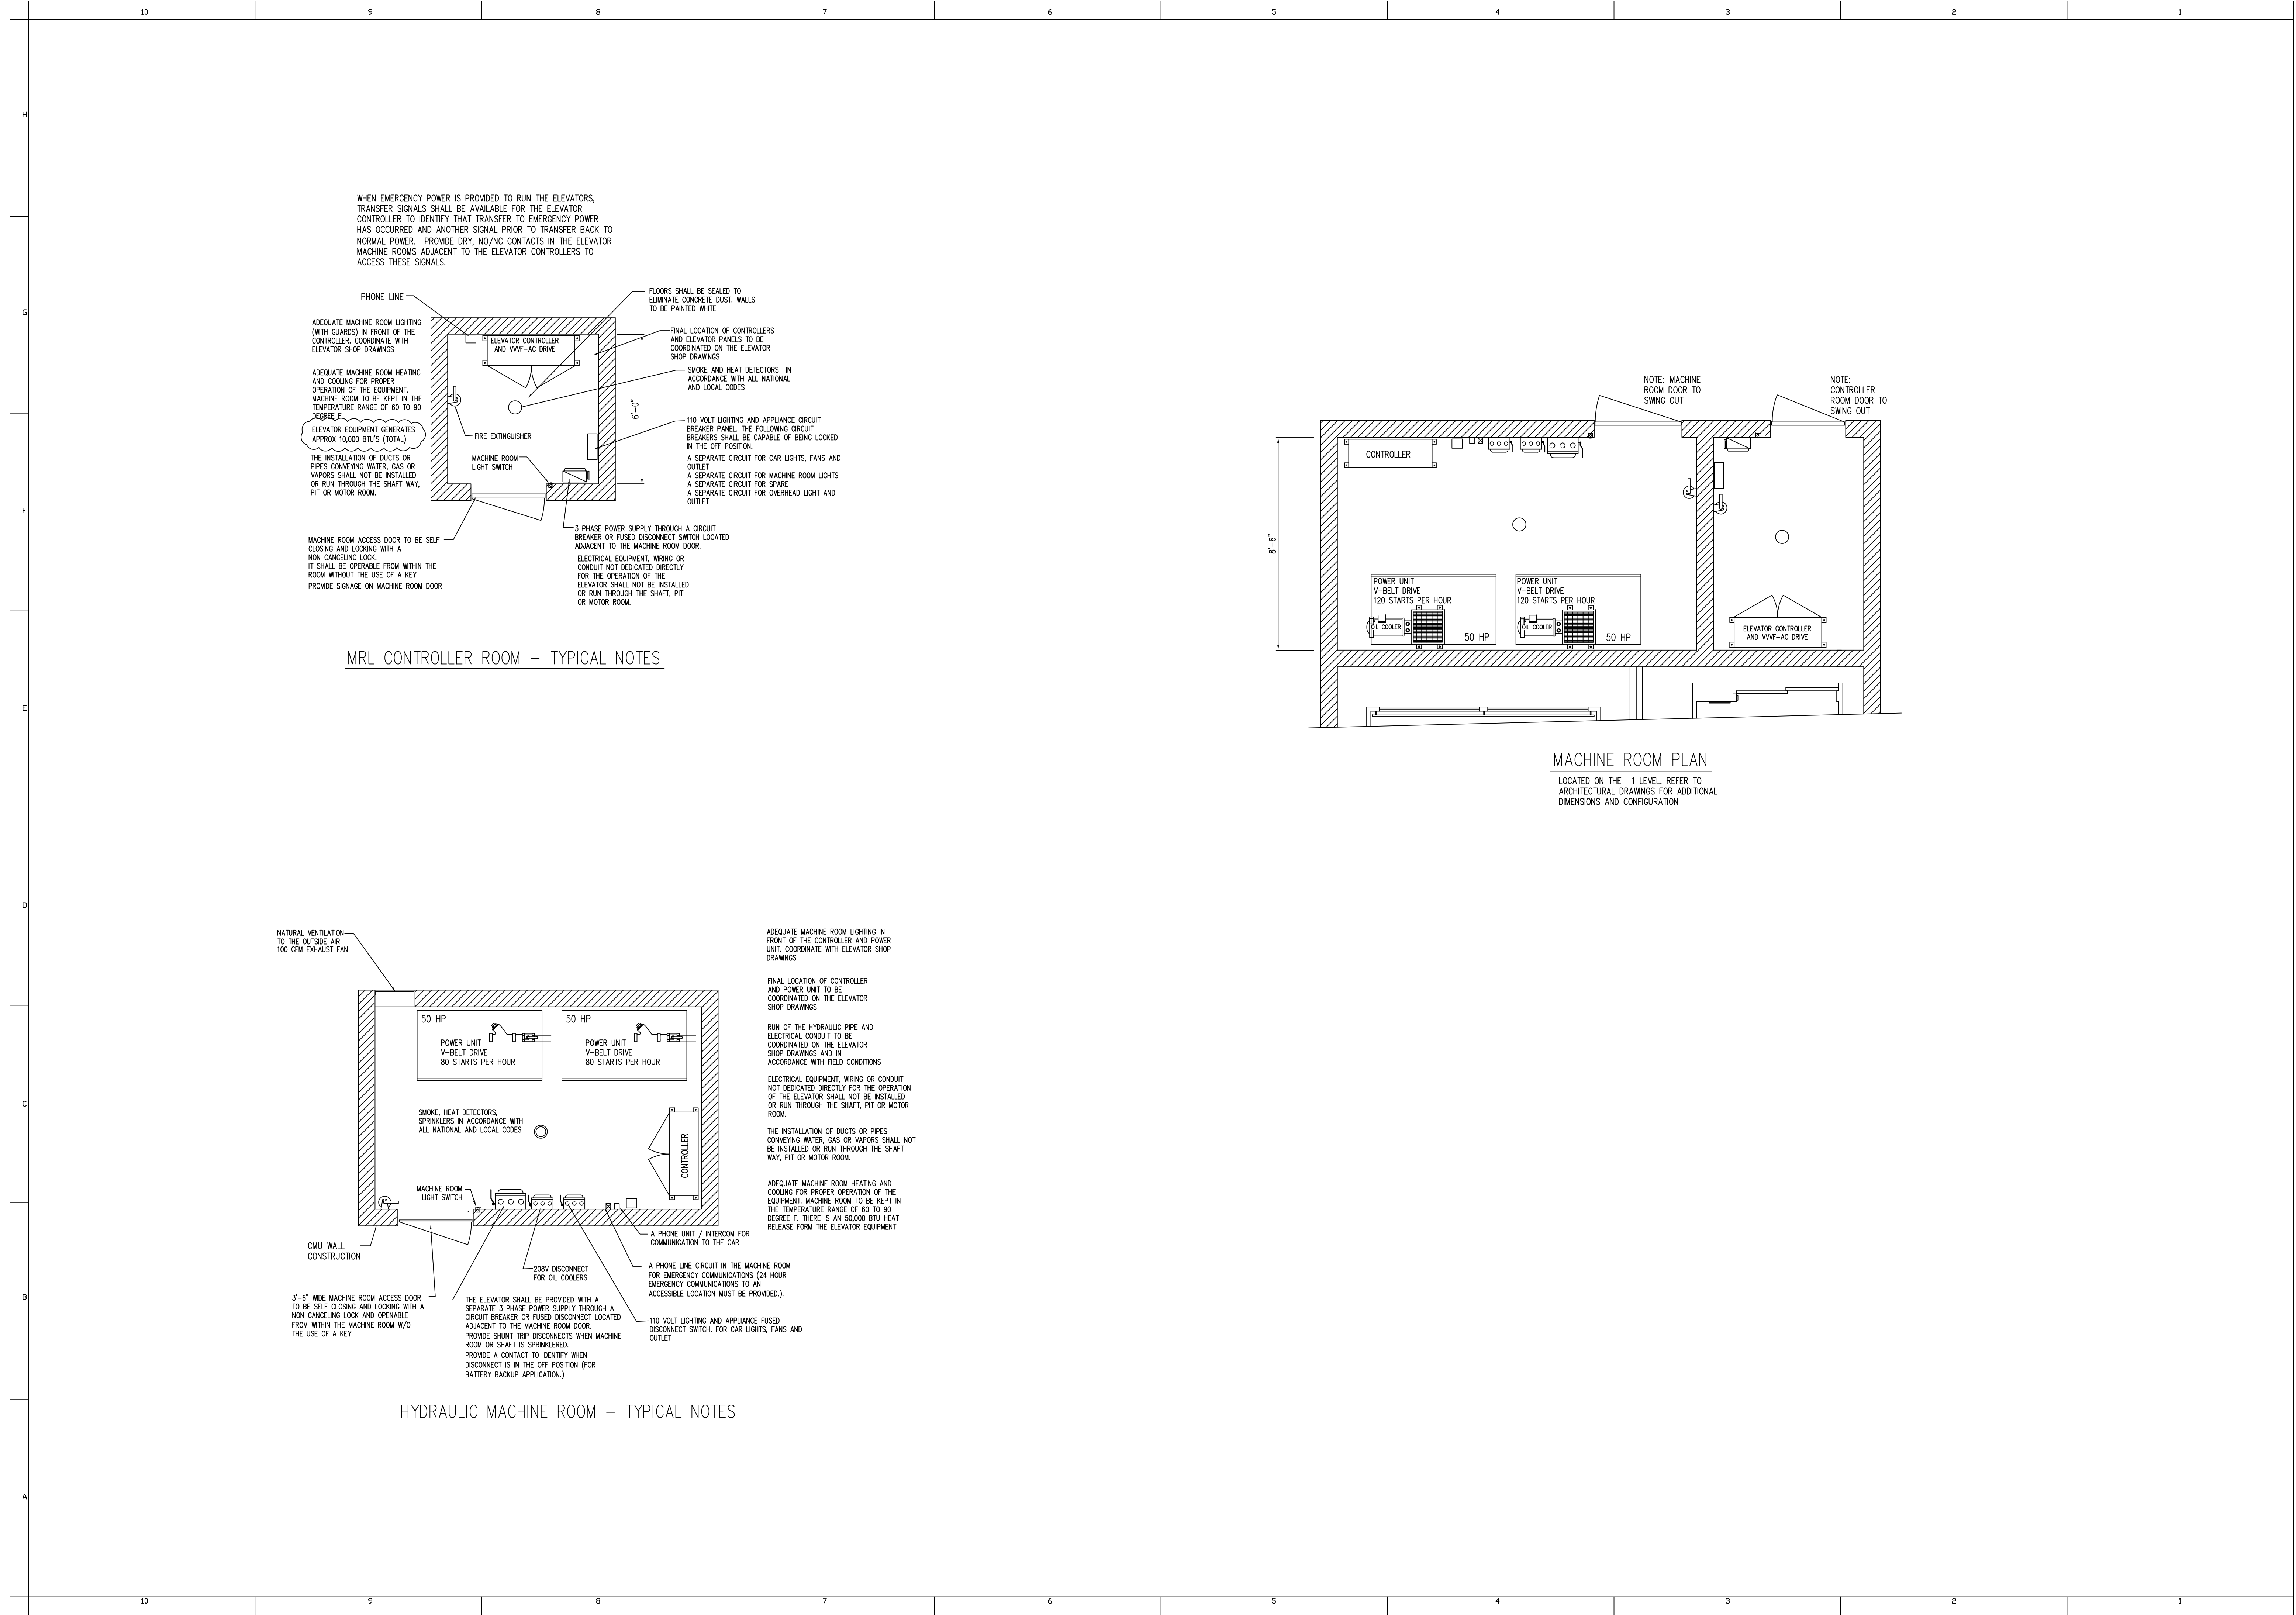 10 9 8 7 6 5 4 3 2 1
H
G
F
E
D
C
B
A
WHEN EMERGENCY POWER IS PROVIDED TO RUN THE ELEVATORS,
TRANSFER SIGNALS SHALL BE AVAILABLE FOR THE ELEVATOR
CONTROLLER TO IDENTIFY THAT TRANSFER TO EMERGENCY POWER
HAS OCCURRED AND ANOTHER SIGNAL PRIOR TO TRANSFER BACK TO
NORMAL POWER. PROVIDE DRY, NO/NC CONTACTS IN THE ELEVATOR
MACHINE ROOMS ADJACENT TO THE ELEVATOR CONTROLLERS TO
ACCESS THESE SIGNALS.
PHONE LINE
ADEQUATE MACHINE ROOM LIGHTING
(WITH GUARDS) IN FRONT OF THE
CONTROLLER. COORDINATE WITH
ELEVATOR SHOP DRAWINGS
ADEQUATE MACHINE ROOM HEATING
AND COOLING FOR PROPER
OPERATION OF THE EQUIPMENT.
MACHINE ROOM TO BE KEPT IN THE
TEMPERATURE RANGE OF 60 TO 90
DEGREE F.
ELEVATOR EQUIPMENT GENERATES
APPROX 10,000 BTU'S (TOTAL)
THE INSTALLATION OF DUCTS OR
PIPES CONVEYING WATER, GAS OR
VAPORS SHALL NOT BE INSTALLED
OR RUN THROUGH THE SHAFT WAY,
PIT OR MOTOR ROOM.
MACHINE ROOM ACCESS DOOR TO BE SELF
CLOSING AND LOCKING WITH A
NON CANCELING LOCK.
IT SHALL BE OPERABLE FROM WITHIN THE
ROOM WITHOUT THE USE OF A KEY
PROVIDE SIGNAGE ON MACHINE ROOM DOOR
ELEVATOR CONTROLLER
AND VVVF-AC DRIVE
FIRE EXTINGUISHER
MACHINE ROOM
LIGHT SWITCH
6'-0"
FLOORS SHALL BE SEALED TO
ELIMINATE CONCRETE DUST. WALLS
TO BE PAINTED WHITE
FINAL LOCATION OF CONTROLLERS
AND ELEVATOR PANELS TO BE
COORDINATED ON THE ELEVATOR
SHOP DRAWINGS
SMOKE AND HEAT DETECTORS IN
ACCORDANCE WITH ALL NATIONAL
AND LOCAL CODES
110 VOLT LIGHTING AND APPLIANCE CIRCUIT
BREAKER PANEL. THE FOLLOWING CIRCUIT
BREAKERS SHALL BE CAPABLE OF BEING LOCKED
IN THE OFF POSITION.
A SEPARATE CIRCUIT FOR CAR LIGHTS, FANS AND
OUTLET
A SEPARATE CIRCUIT FOR MACHINE ROOM LIGHTS
A SEPARATE CIRCUIT FOR SPARE
A SEPARATE CIRCUIT FOR OVERHEAD LIGHT AND
OUTLET
3 PHASE POWER SUPPLY THROUGH A CIRCUIT
BREAKER OR FUSED DISCONNECT SWITCH LOCATED
ADJACENT TO THE MACHINE ROOM DOOR.
ELECTRICAL EQUIPMENT, WIRING OR
CONDUIT NOT DEDICATED DIRECTLY
FOR THE OPERATION OF THE
ELEVATOR SHALL NOT BE INSTALLED
OR RUN THROUGH THE SHAFT, PIT
OR MOTOR ROOM.
MRL CONTROLLER ROOM – TYPICAL NOTES
NOTE: MACHINE
ROOM DOOR TO
SWING OUT
NOTE:
CONTROLLER
ROOM DOOR TO
SWING OUT
8'-6"
CONTROLLER
POWER UNIT
V-BELT DRIVE
120 STARTS PER HOUR
OIL COOLER
50 HP
POWER UNIT
V-BELT DRIVE
120 STARTS PER HOUR
OIL COOLER
50 HP
ELEVATOR CONTROLLER
AND VVVF-AC DRIVE
MACHINE ROOM PLAN
LOCATED ON THE -1 LEVEL. REFER TO
ARCHITECTURAL DRAWINGS FOR ADDITIONAL
DIMENSIONS AND CONFIGURATION
NATURAL VENTILATION
TO THE OUTSIDE AIR
100 CFM EXHAUST FAN
50 HP
POWER UNIT
V-BELT DRIVE
80 STARTS PER HOUR
50 HP
POWER UNIT
V-BELT DRIVE
80 STARTS PER HOUR
SMOKE, HEAT DETECTORS,
SPRINKLERS IN ACCORDANCE WITH
ALL NATIONAL AND LOCAL CODES
CONTROLLER
MACHINE ROOM
LIGHT SWITCH
CMU WALL
CONSTRUCTION
3'-6" WIDE MACHINE ROOM ACCESS DOOR
TO BE SELF CLOSING AND LOCKING WITH A
NON CANCELING LOCK AND OPENABLE
FROM WITHIN THE MACHINE ROOM W/O
THE USE OF A KEY
208V DISCONNECT
FOR OIL COOLERS
THE ELEVATOR SHALL BE PROVIDED WITH A
SEPARATE 3 PHASE POWER SUPPLY THROUGH A
CIRCUIT BREAKER OR FUSED DISCONNECT LOCATED
ADJACENT TO THE MACHINE ROOM DOOR.
PROVIDE SHUNT TRIP DISCONNECTS WHEN MACHINE
ROOM OR SHAFT IS SPRINKLERED.
PROVIDE A CONTACT TO IDENTIFY WHEN
DISCONNECT IS IN THE OFF POSITION (FOR
BATTERY BACKUP APPLICATION.)
A PHONE UNIT / INTERCOM FOR
COMMUNICATION TO THE CAR
A PHONE LINE CIRCUIT IN THE MACHINE ROOM
FOR EMERGENCY COMMUNICATIONS (24 HOUR
EMERGENCY COMMUNICATIONS TO AN
ACCESSIBLE LOCATION MUST BE PROVIDED.).
110 VOLT LIGHTING AND APPLIANCE FUSED
DISCONNECT SWITCH. FOR CAR LIGHTS, FANS AND
OUTLET
ADEQUATE MACHINE ROOM LIGHTING IN
FRONT OF THE CONTROLLER AND POWER
UNIT. COORDINATE WITH ELEVATOR SHOP
DRAWINGS
FINAL LOCATION OF CONTROLLER
AND POWER UNIT TO BE
COORDINATED ON THE ELEVATOR
SHOP DRAWINGS
RUN OF THE HYDRAULIC PIPE AND
ELECTRICAL CONDUIT TO BE
COORDINATED ON THE ELEVATOR
SHOP DRAWINGS AND IN
ACCORDANCE WITH FIELD CONDITIONS
ELECTRICAL EQUIPMENT, WIRING OR CONDUIT
NOT DEDICATED DIRECTLY FOR THE OPERATION
OF THE ELEVATOR SHALL NOT BE INSTALLED
OR RUN THROUGH THE SHAFT, PIT OR MOTOR
ROOM.
THE INSTALLATION OF DUCTS OR PIPES
CONVEYING WATER, GAS OR VAPORS SHALL NOT
BE INSTALLED OR RUN THROUGH THE SHAFT
WAY, PIT OR MOTOR ROOM.
ADEQUATE MACHINE ROOM HEATING AND
COOLING FOR PROPER OPERATION OF THE
EQUIPMENT. MACHINE ROOM TO BE KEPT IN
THE TEMPERATURE RANGE OF 60 TO 90
DEGREE F. THERE IS AN 50,000 BTU HEAT
RELEASE FORM THE ELEVATOR EQUIPMENT
HYDRAULIC MACHINE ROOM – TYPICAL NOTES
10 9 8 7 6 5 4 3 2 1